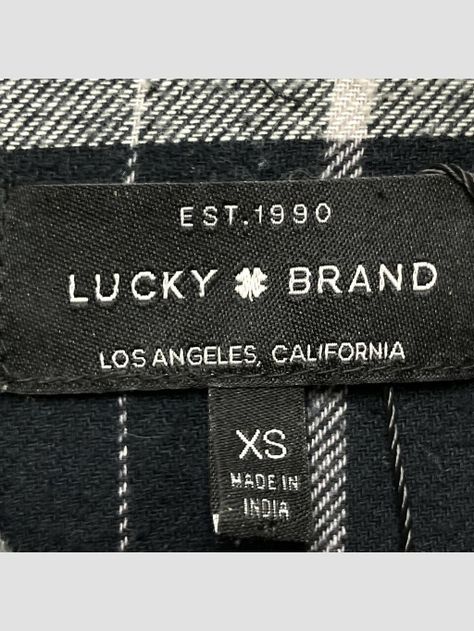 EST.1990
LUCKY BRAND
LOS ANGELES, CALIFORNIA
XS
MADE IN
INDIA